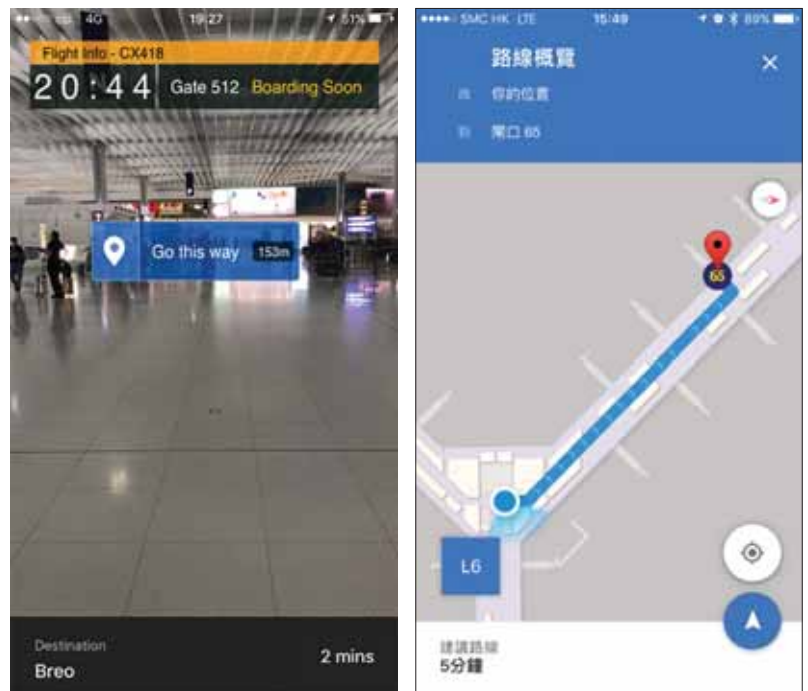 4G 19:27 51%
Flight Info - CX418
20:44 Gate 512 Boarding Soon
Go this way 153m
Destination
Breo
2 mins
SMC HK LTE 15:49 89%
路線概覽
你的位置
閘口 65
65
L6
建議路線
5分鐘